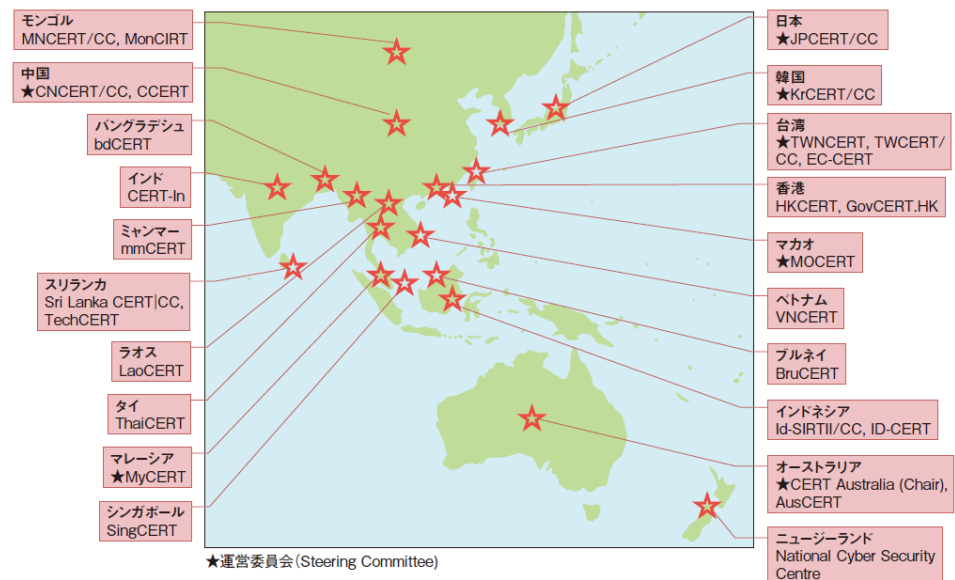 モンゴル
MNCERT/CC, MonCIRT
中国
★CNCERT/CC, CCERT
バングラデシュ
bdCERT
インド
CERT-In
ミャンマー
mmCERT
スリランカ
Sri Lanka CERT|CC,
TechCERT
ラオス
LaoCERT
タイ
ThaiCERT
マレーシア
★MyCERT
シンガポール
SingCERT
日本
★JPCERT/CC
韓国
★KrCERT/CC
台湾
★TWNCERT, TWCERT/
CC, EC-CERT
香港
HKCERT, GovCERT.HK
マカオ
★MOCERT
ベトナム
VNCERT
ブルネイ
BruCERT
インドネシア
Id-SIRTII/CC, ID-CERT
オーストラリア
★CERT Australia (Chair),
AusCERT
ニュージーランド
National Cyber Security
Centre
★運営委員会(Steering Committee)